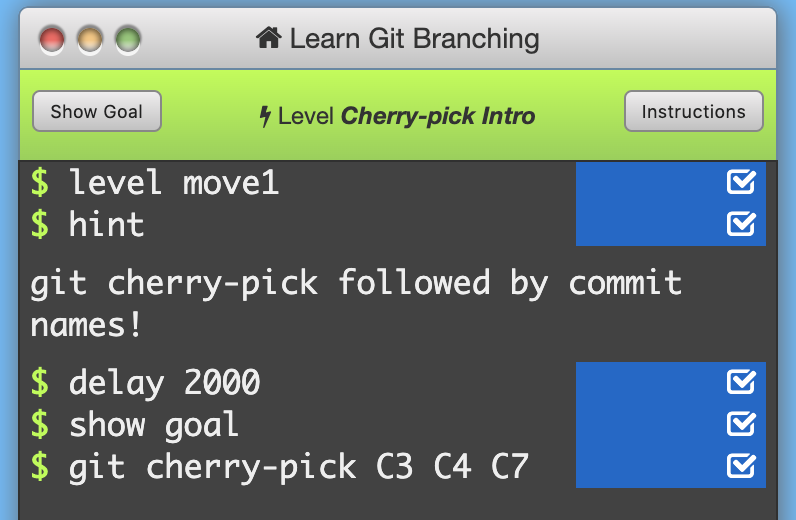 Learn Git Branching
Show Goal
Level Cherry-pick Intro
Instructions
$ level move1
$ hint
git cherry-pick followed by commit
names!
$ delay 2000
$ show goal
$ git cherry-pick C3 C4 C7